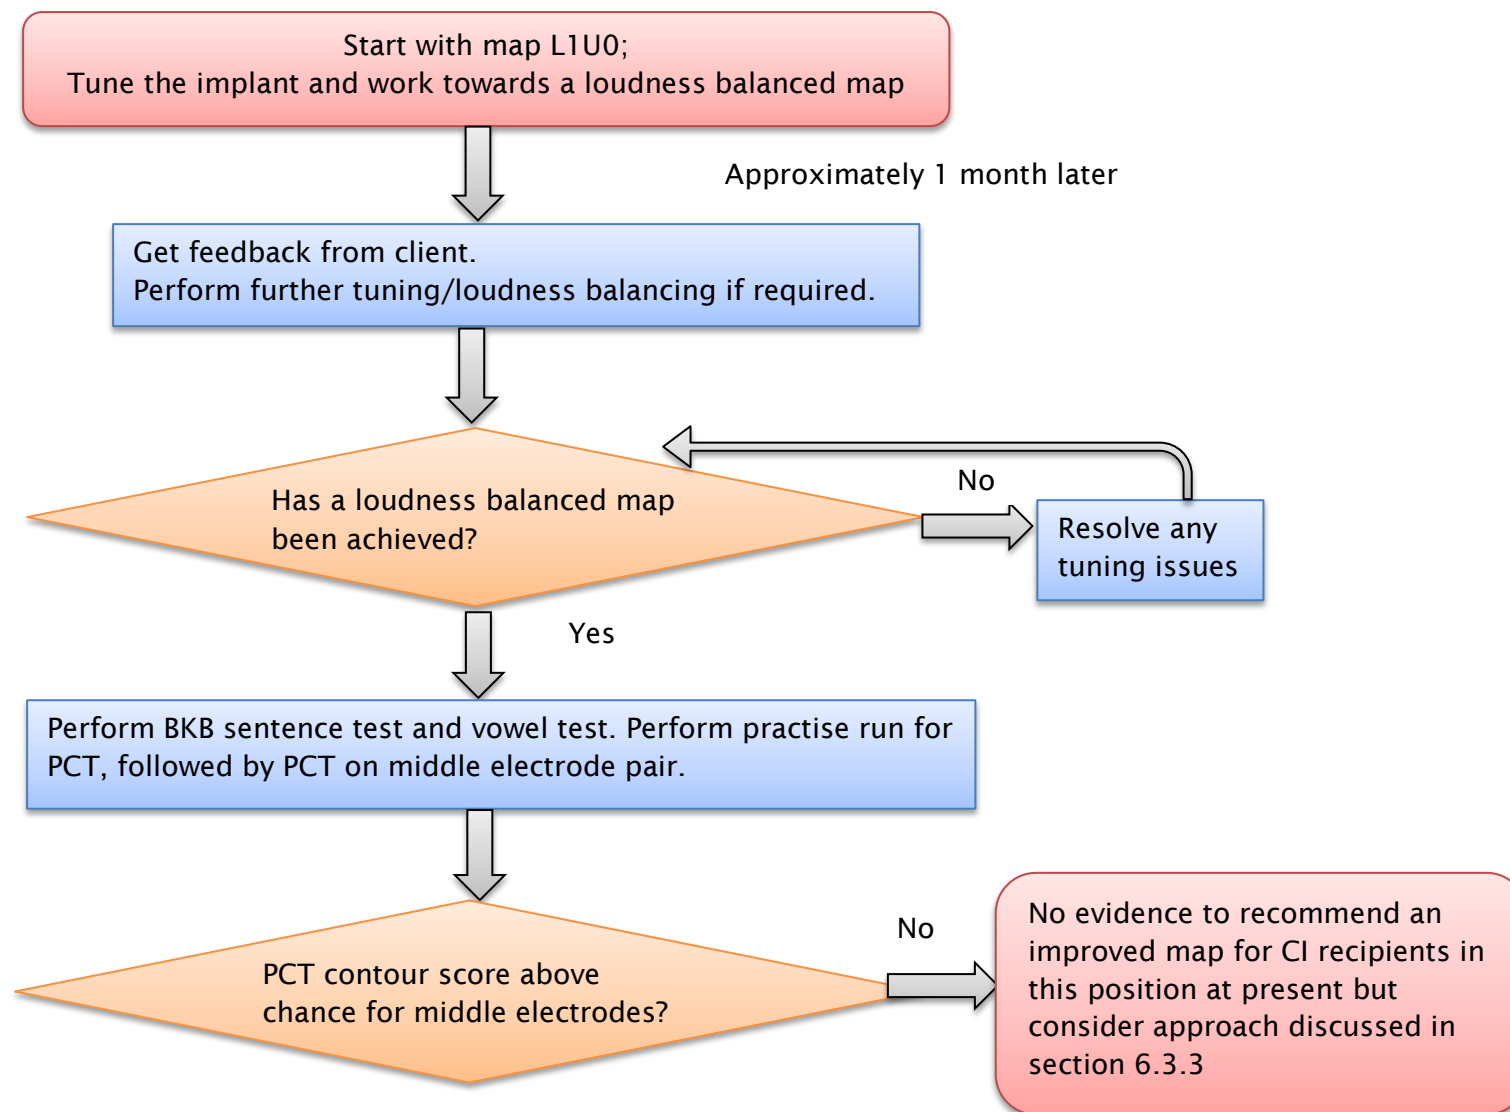 Start with map L1U0;
Tune the implant and work towards a loudness balanced map
Approximately 1 month later
Get feedback from client.
Perform further tuning/loudness balancing if required.
Has a loudness balanced map
been achieved?
No
Resolve any
tuning issues
Yes
Perform BKB sentence test and vowel test. Perform practise run for
PCT, followed by PCT on middle electrode pair.
PCT contour score above
chance for middle electrodes?
No
No evidence to recommend an
improved map for CI recipients in
this position at present but
consider approach discussed in
section 6.3.3